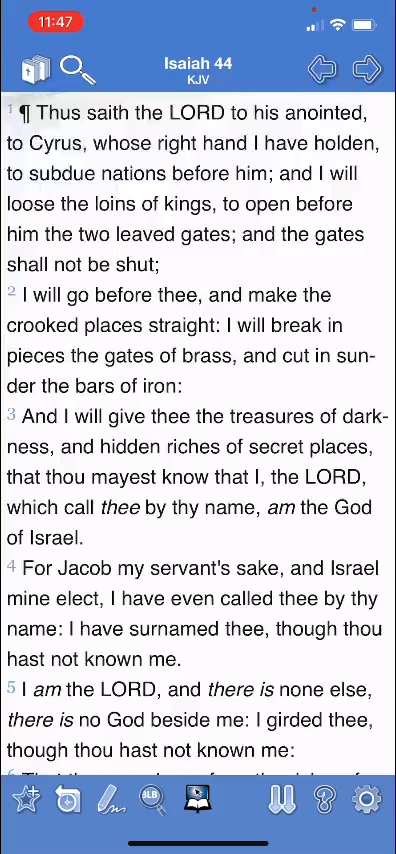 11:47
Isaiah 44
KJV
1 ¶ Thus saith the LORD to his anointed,
to Cyrus, whose right hand I have holden,
to subdue nations before him; and I will
loose the loins of kings, to open before
him the two leaved gates; and the gates
shall not be shut;
2 I will go before thee, and make the
crooked places straight: I will break in
pieces the gates of brass, and cut in sun-
der the bars of iron:
3 And I will give thee the treasures of dark-
ness, and hidden riches of secret places,
that thou mayest know that I, the LORD,
which call thee by thy name, am the God
of Israel.
4 For Jacob my servant's sake, and Israel
mine elect, I have even called thee by thy
name: I have surnamed thee, though thou
hast not known me.
5 I am the LORD, and there is none else,
there is no God beside me: I girded thee,
though thou hast not known me:
BLB